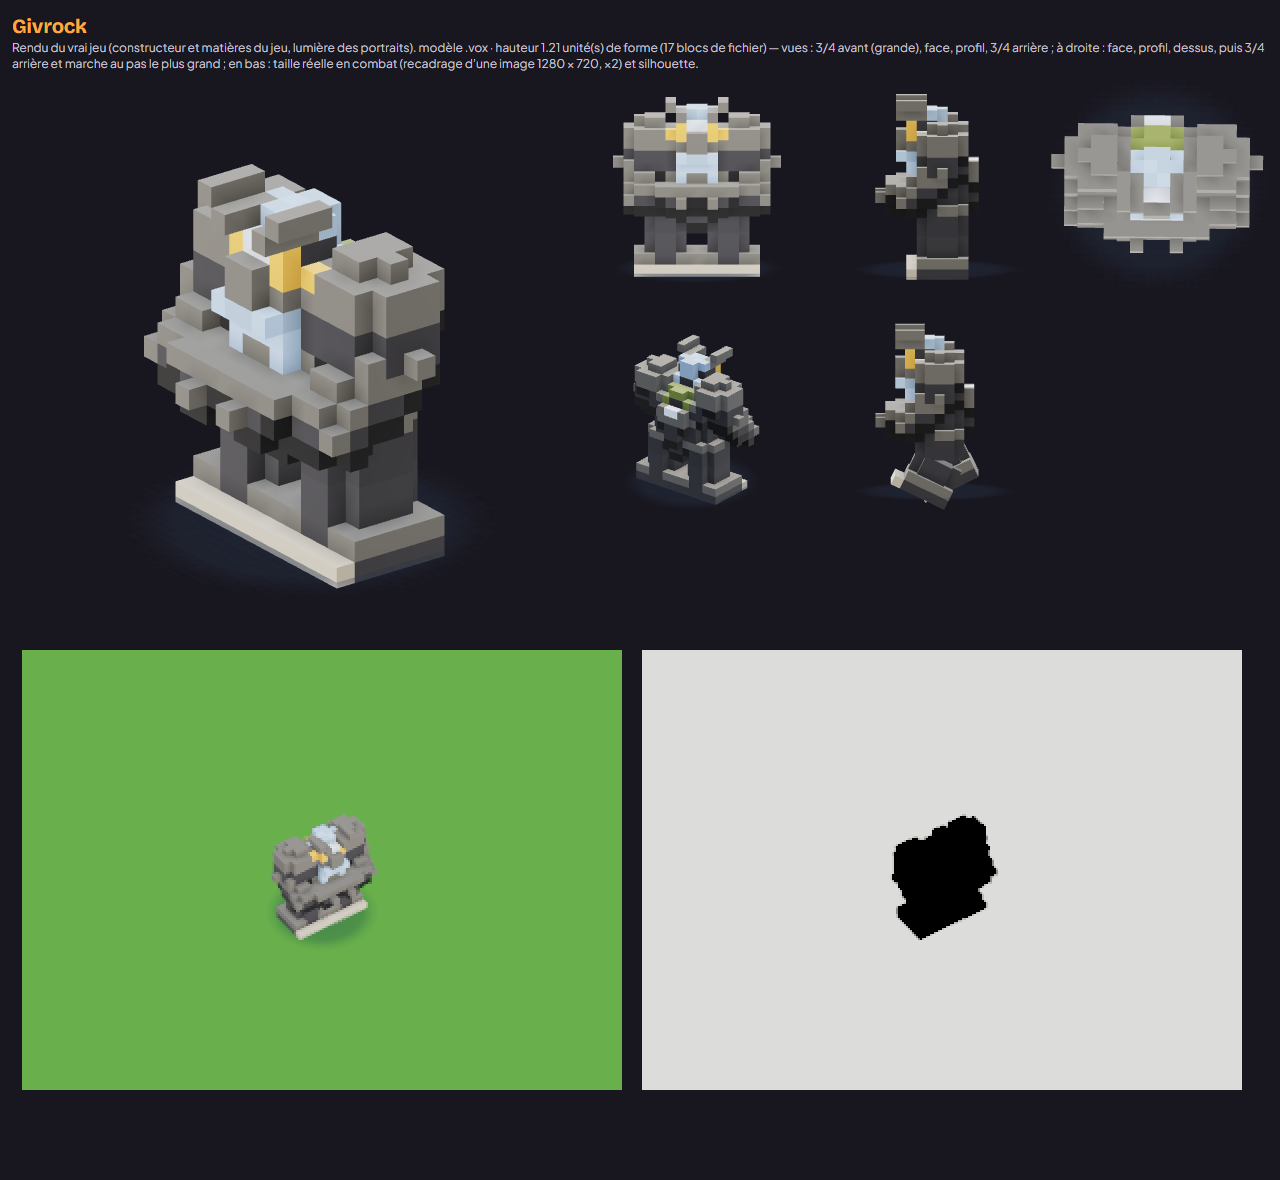 Givrock
Rendu du vrai jeu (constructeur et matières du jeu, lumière des portraits). modèle .vox · hauteur 1.21 unité(s) de forme (17 blocs de fichier) — vues : 3/4 avant (grande), face, profil, 3/4 arrière ; à droite : face, profil, dessus, puis 3/4
arrière et marche au pas le plus grand ; en bas : taille réelle en combat (recadrage d'une image 1280 × 720, ×2) et silhouette.